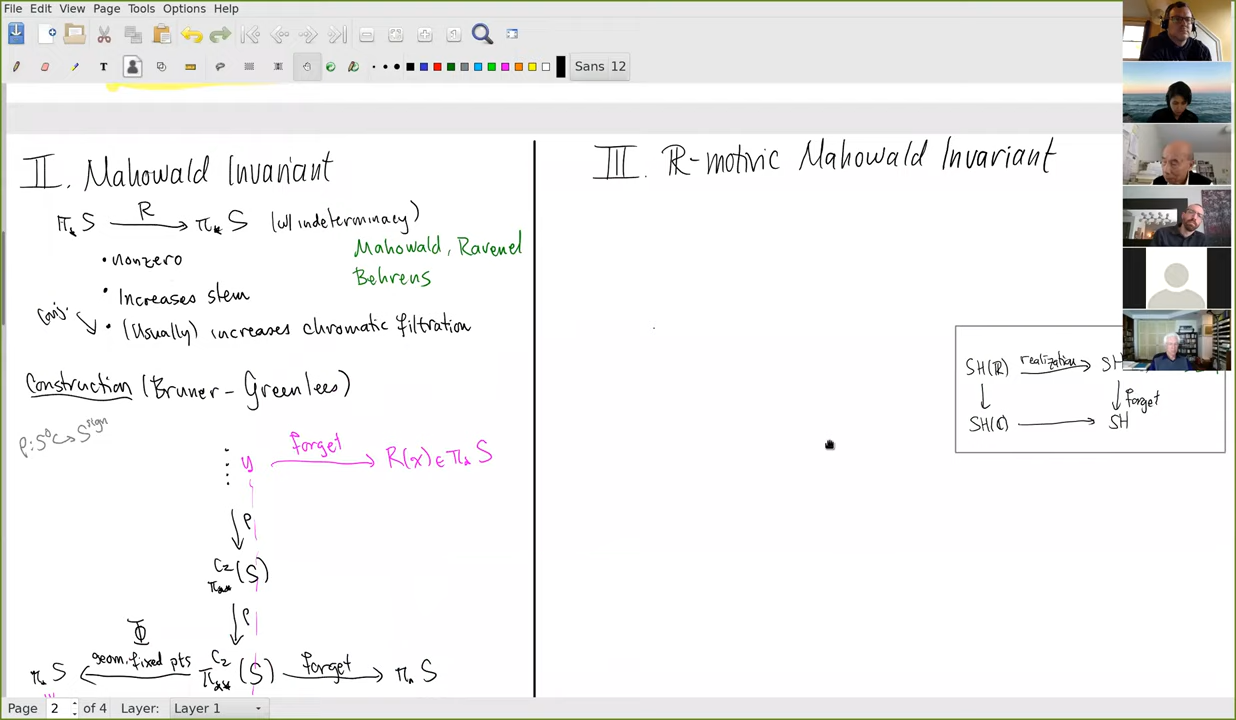 File Edit View Page Tools Options Help
Sans 12
II. Mahowald Invariant
π⁎S —R→ π⁎S (w/ indeterminacy)
Mahowald, Ravenel
Behrens
• nonzero
• Increases stem
Conj.
• (Usually) increases chromatic filtration
Construction (Bruner - Greenlees)
ρ: S⁰ ↪ S^sign
y —forget→ R(x) ∈ π⁎S
↓ρ
π⁎⁎^C₂(S)
↓ρ
Φ
π⁎S ←geom. fixed pts— π⁎⁎^C₂(S) —forget→ π⁎S
III. ℝ-motivic Mahowald Invariant
SH(ℝ) —realization→ SH
↓ ↓ forget
SH(ℂ) → SH
Page 2 of 4 Layer: Layer 1